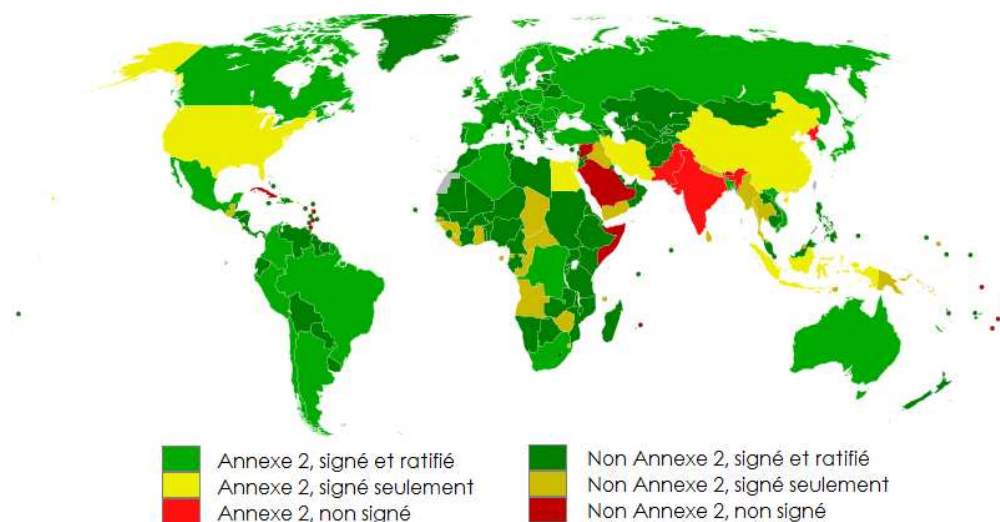 Annexe 2, signé et ratifié
Annexe 2, signé seulement
Annexe 2, non signé
Non Annexe 2, signé et ratifié
Non Annexe 2, signé seulement
Non Annexe 2, non signé